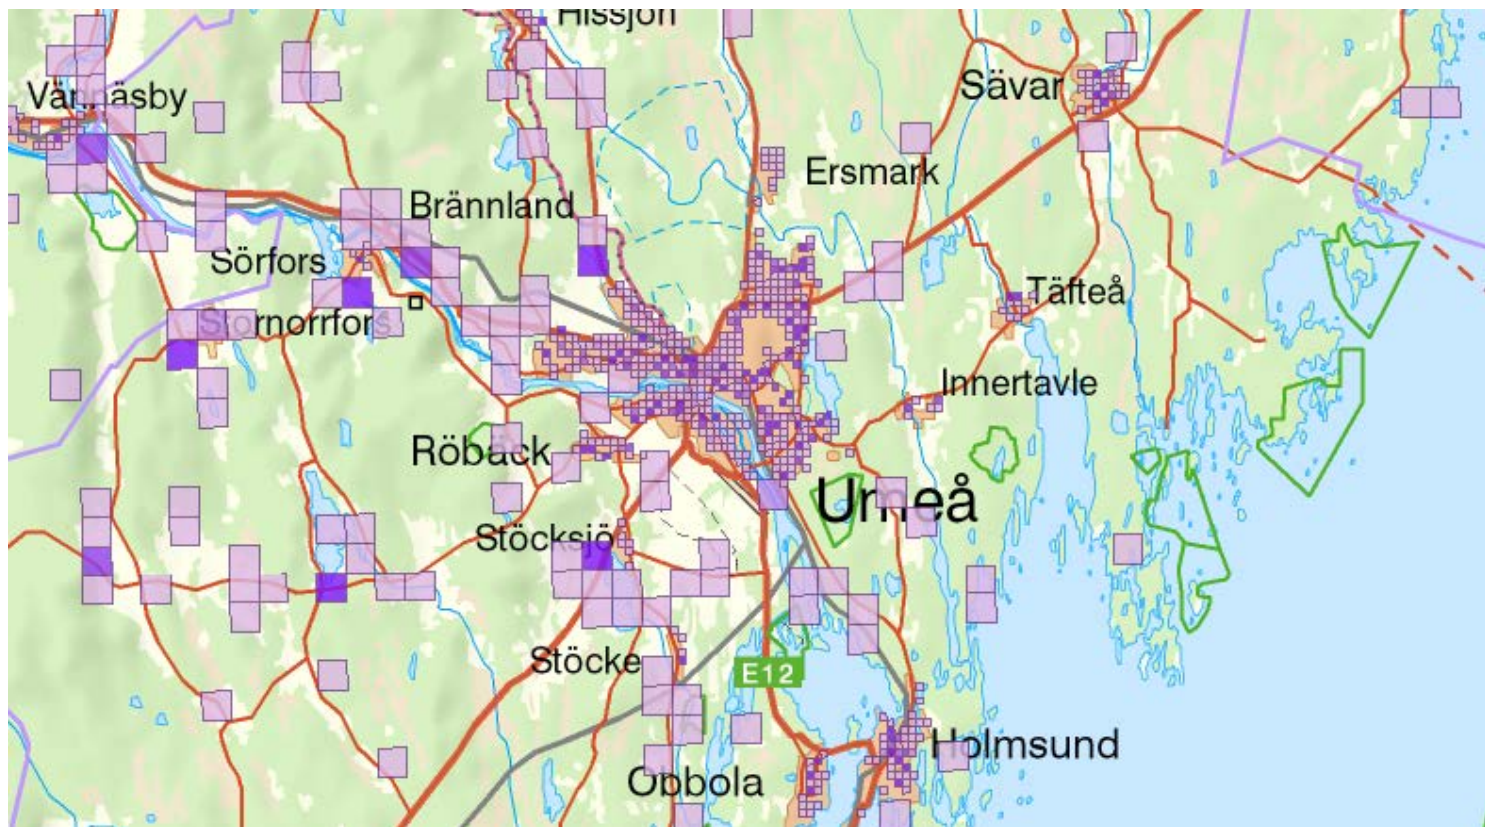 Hissjön
Sävar
Vännäsby
Ersmark
Brännland
Sörfors
Täfteå
Stornorrfors
Innertavle
Röbäck
Umeå
Stöcksjö
Stöcke
E12
Holmsund
Obbola